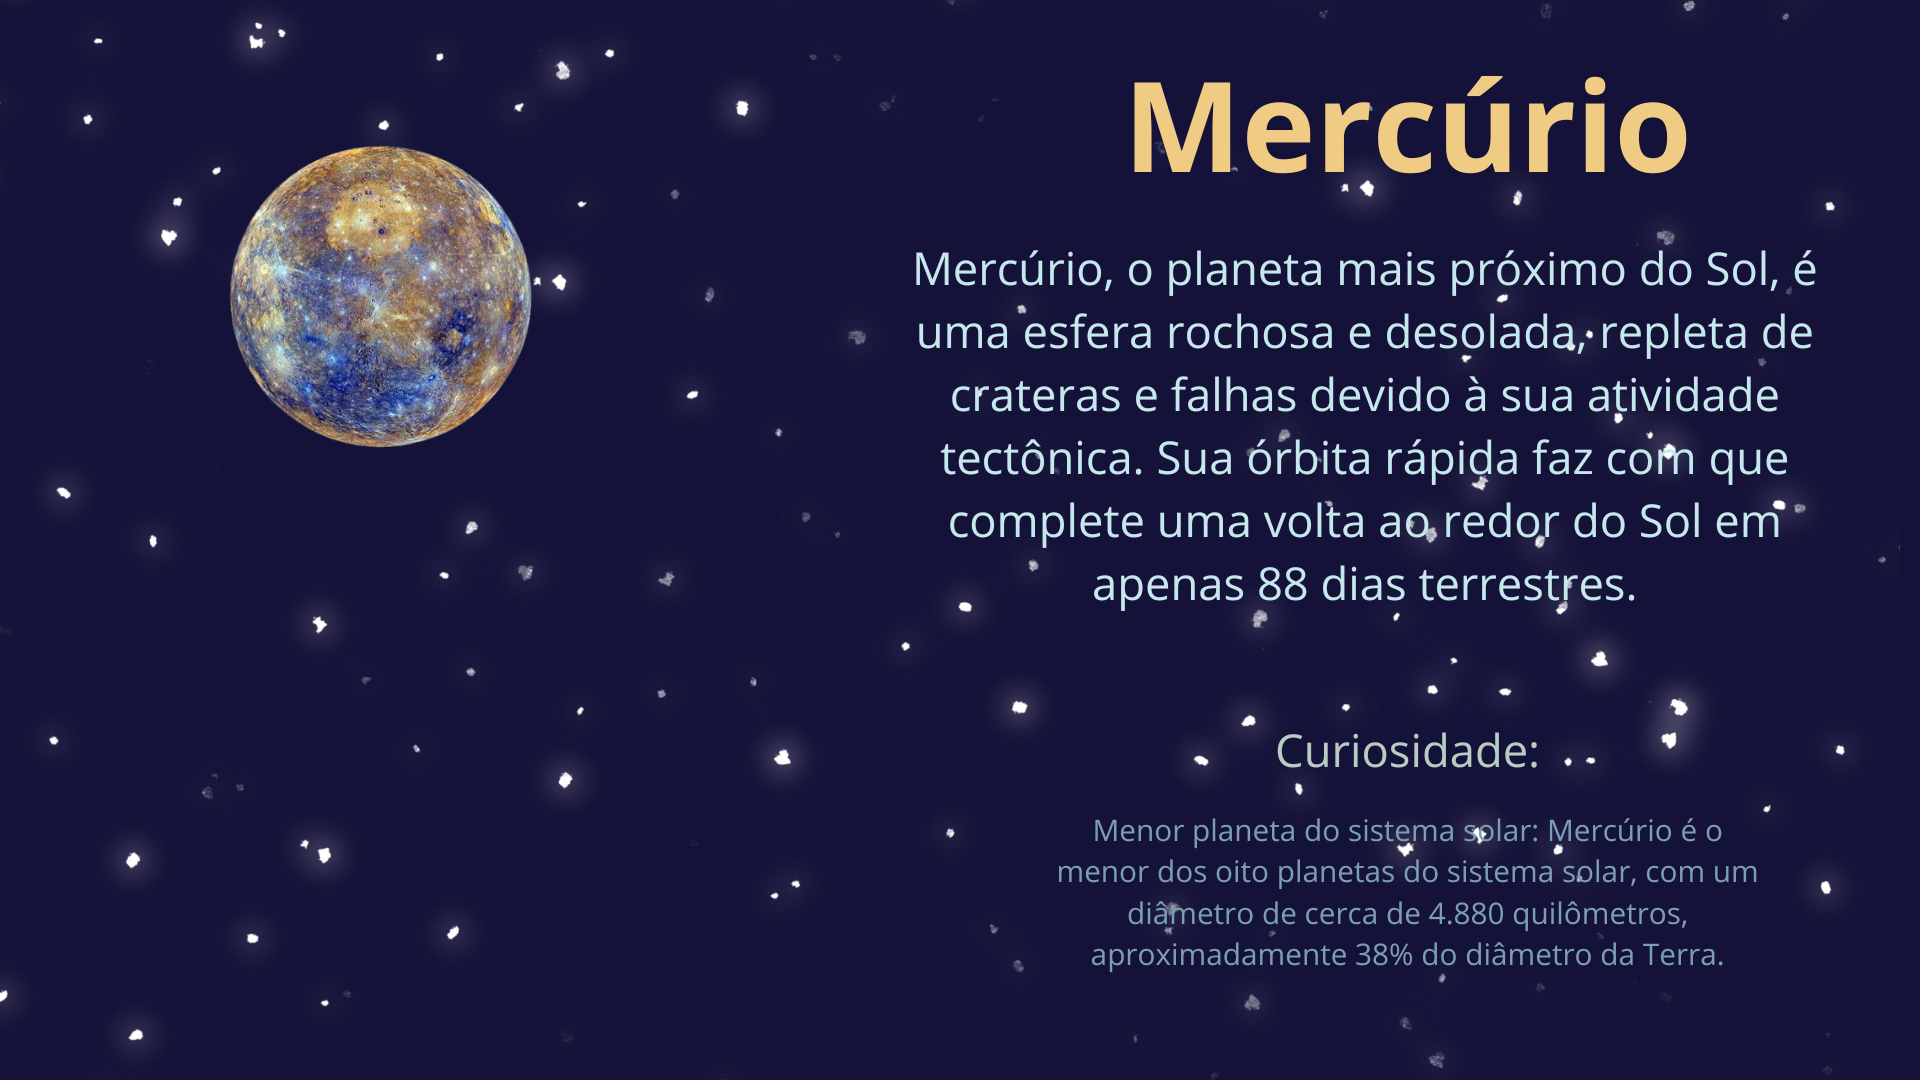 Mercúrio
Mercúrio, o planeta mais próximo do Sol, é
uma esfera rochosa e desolada, repleta de
crateras e falhas devido à sua atividade
tectônica. Sua órbita rápida faz com que
complete uma volta ao redor do Sol em
apenas 88 dias terrestres.
Curiosidade:
Menor planeta do sistema solar: Mercúrio é o
menor dos oito planetas do sistema solar, com um
diâmetro de cerca de 4.880 quilômetros,
aproximadamente 38% do diâmetro da Terra.